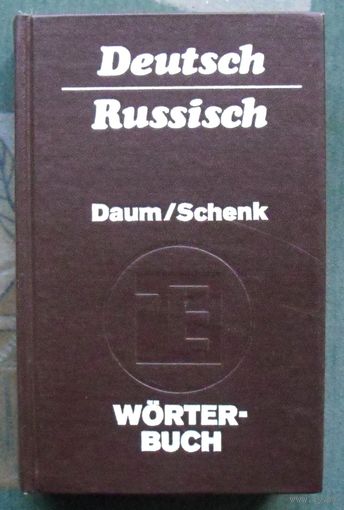 Deutsch
Russisch
Daum/Schenk
WÖRTER-
BUCH